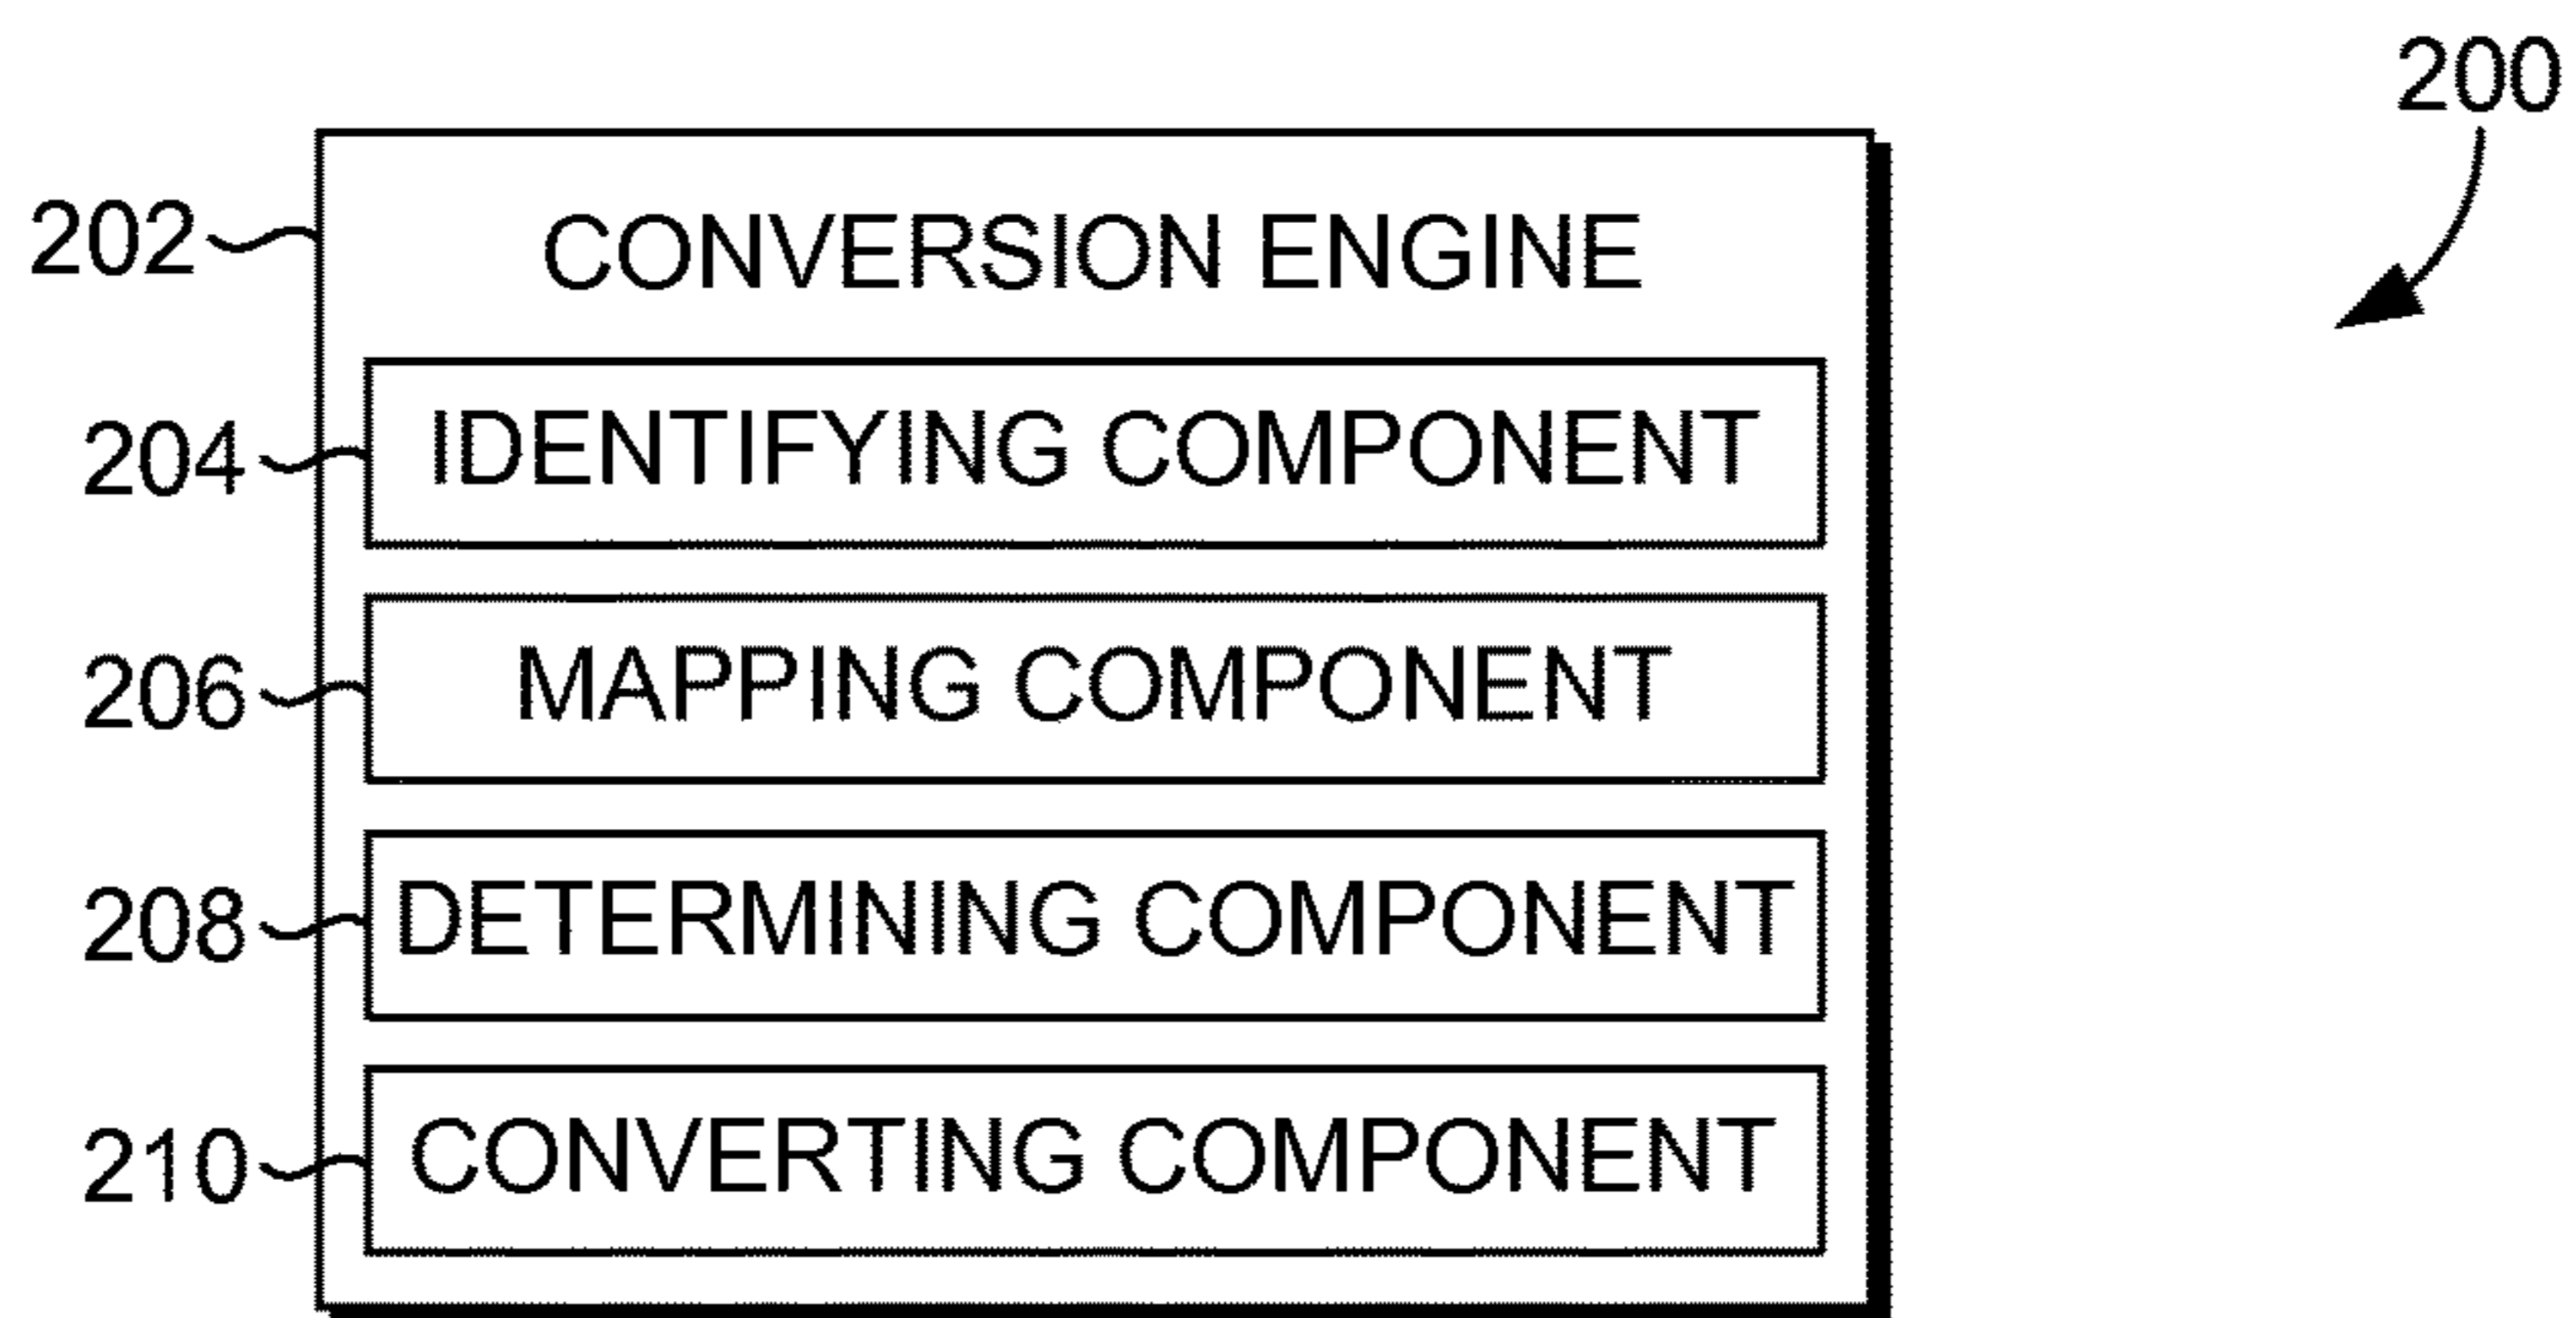 200
202 CONVERSION ENGINE
204 IDENTIFYING COMPONENT
206 MAPPING COMPONENT
208 DETERMINING COMPONENT
210 CONVERTING COMPONENT